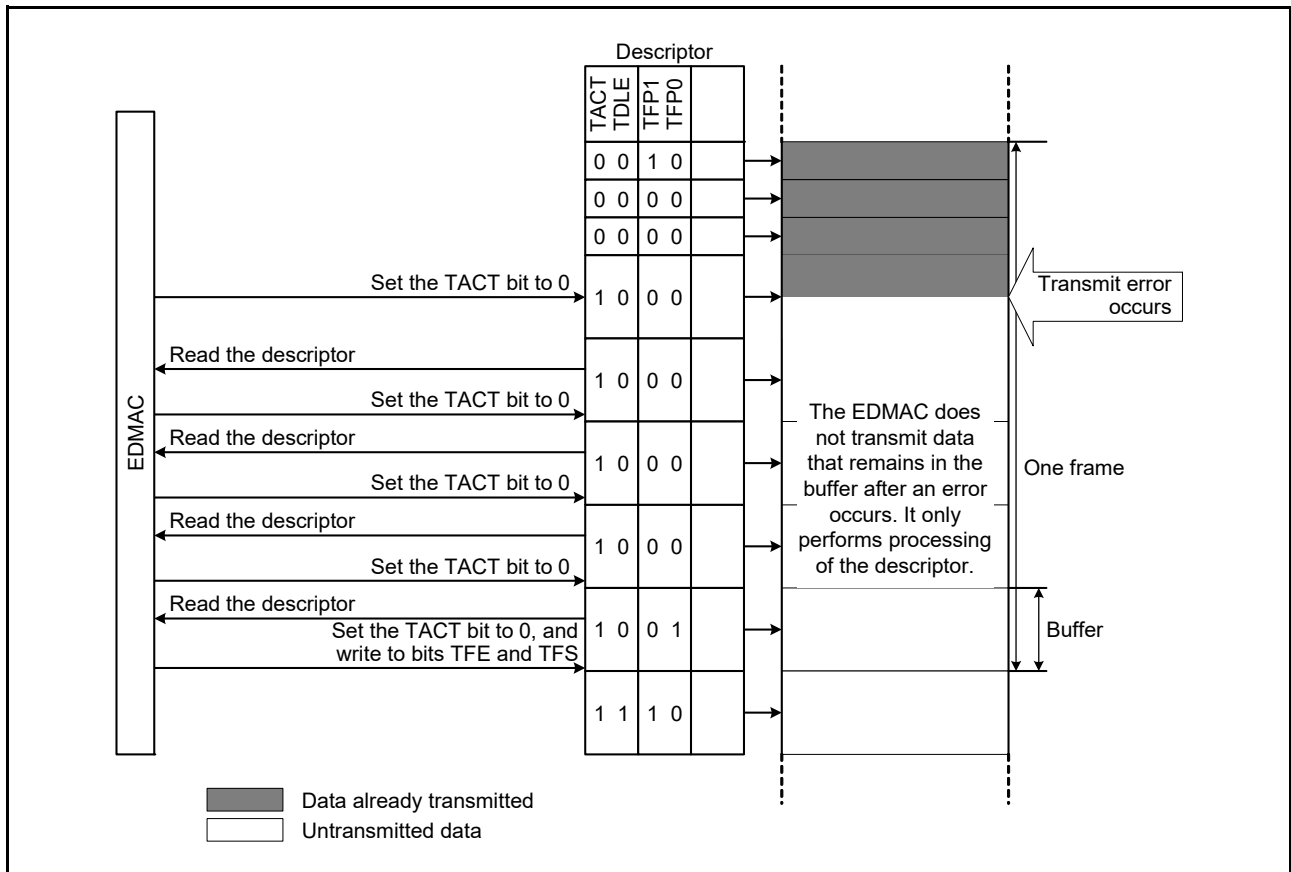 Descriptor
TACT
TDLE
TFP1
TFP0
0 0 1 0
0 0 0 0
0 0 0 0
Set the TACT bit to 0
1 0 0 0
Transmit error
occurs
Read the descriptor
1 0 0 0
Set the TACT bit to 0
Read the descriptor
1 0 0 0
Set the TACT bit to 0
Read the descriptor
1 0 0 0
Set the TACT bit to 0
Read the descriptor
1 0 0 1
Set the TACT bit to 0, and
write to bits TFE and TFS
1 1 1 0
EDMAC
The EDMAC does
not transmit data
that remains in the
buffer after an error
occurs. It only
performs processing
of the descriptor.
One frame
Buffer
Data already transmitted
Untransmitted data